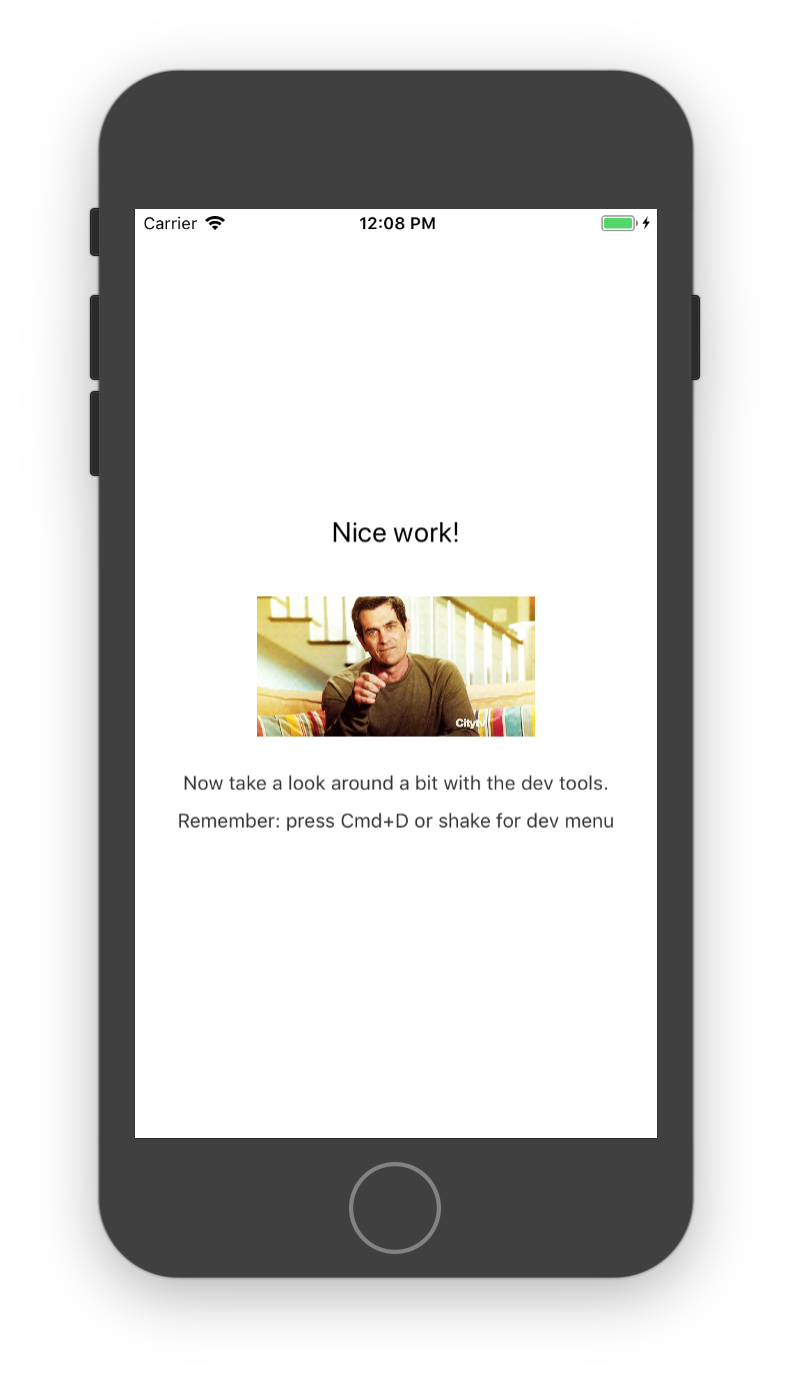 Carrier
12:08 PM
Nice work!
Citytv
Now take a look around a bit with the dev tools.
Remember: press Cmd+D or shake for dev menu